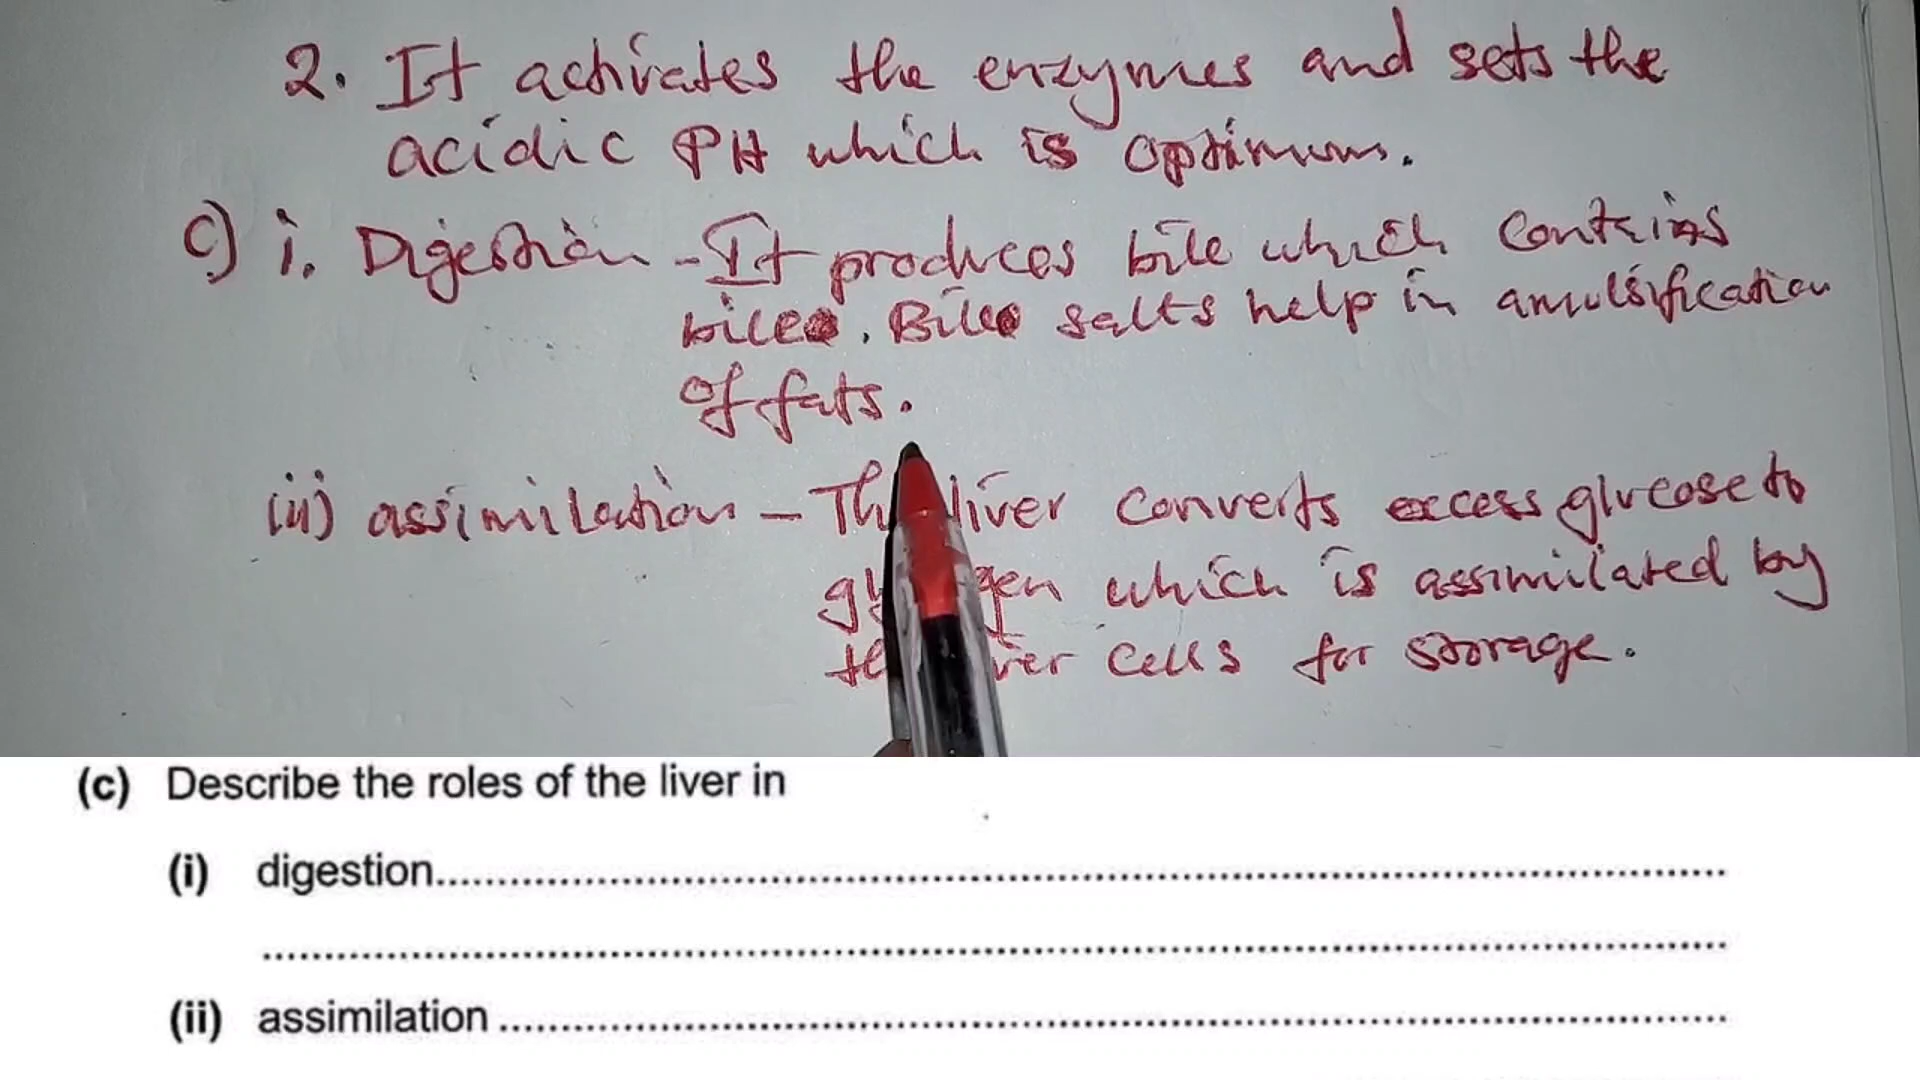 2. It activates the enzymes and sets the
acidic PH which is optimum.
C) i. Digestion - It produces bile which contains
bile. Bile salts help in amulsification
of fats.
(ii) assimilation - The liver converts excess glucose to
which is assimilated by
cells for storage.
(c) Describe the roles of the liver in
(i) digestion
(ii) assimilation